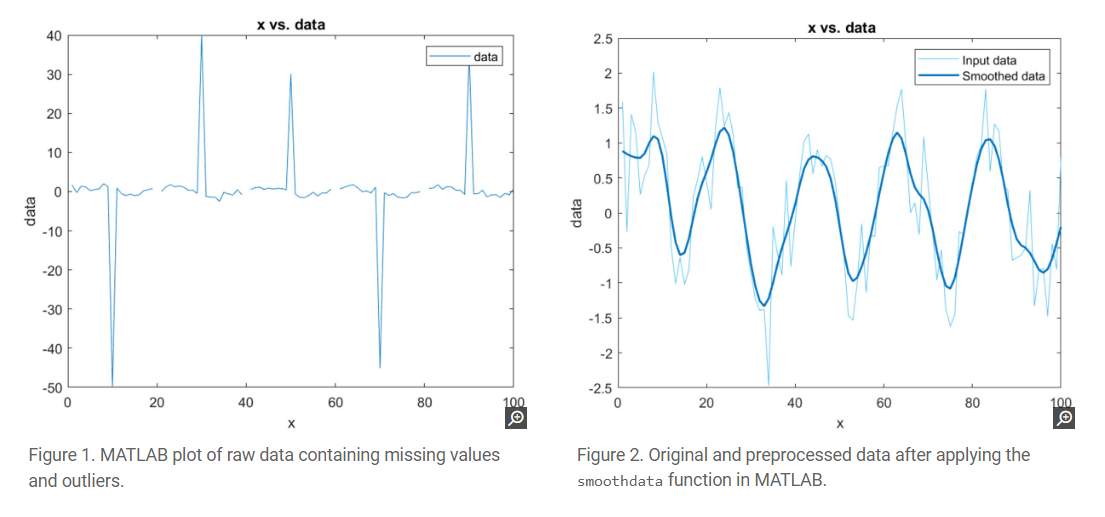 x vs. data
40
30
20
10
0
-10
-20
-30
-40
-50
data
data
0
20
40
60
80
100
x
Figure 1. MATLAB plot of raw data containing missing values
and outliers.
x vs. data
2.5
2
1.5
1
0.5
0
-0.5
-1
-1.5
-2
-2.5
data
Input data
Smoothed data
0
20
40
60
80
100
x
Figure 2. Original and preprocessed data after applying the
smoothdata function in MATLAB.